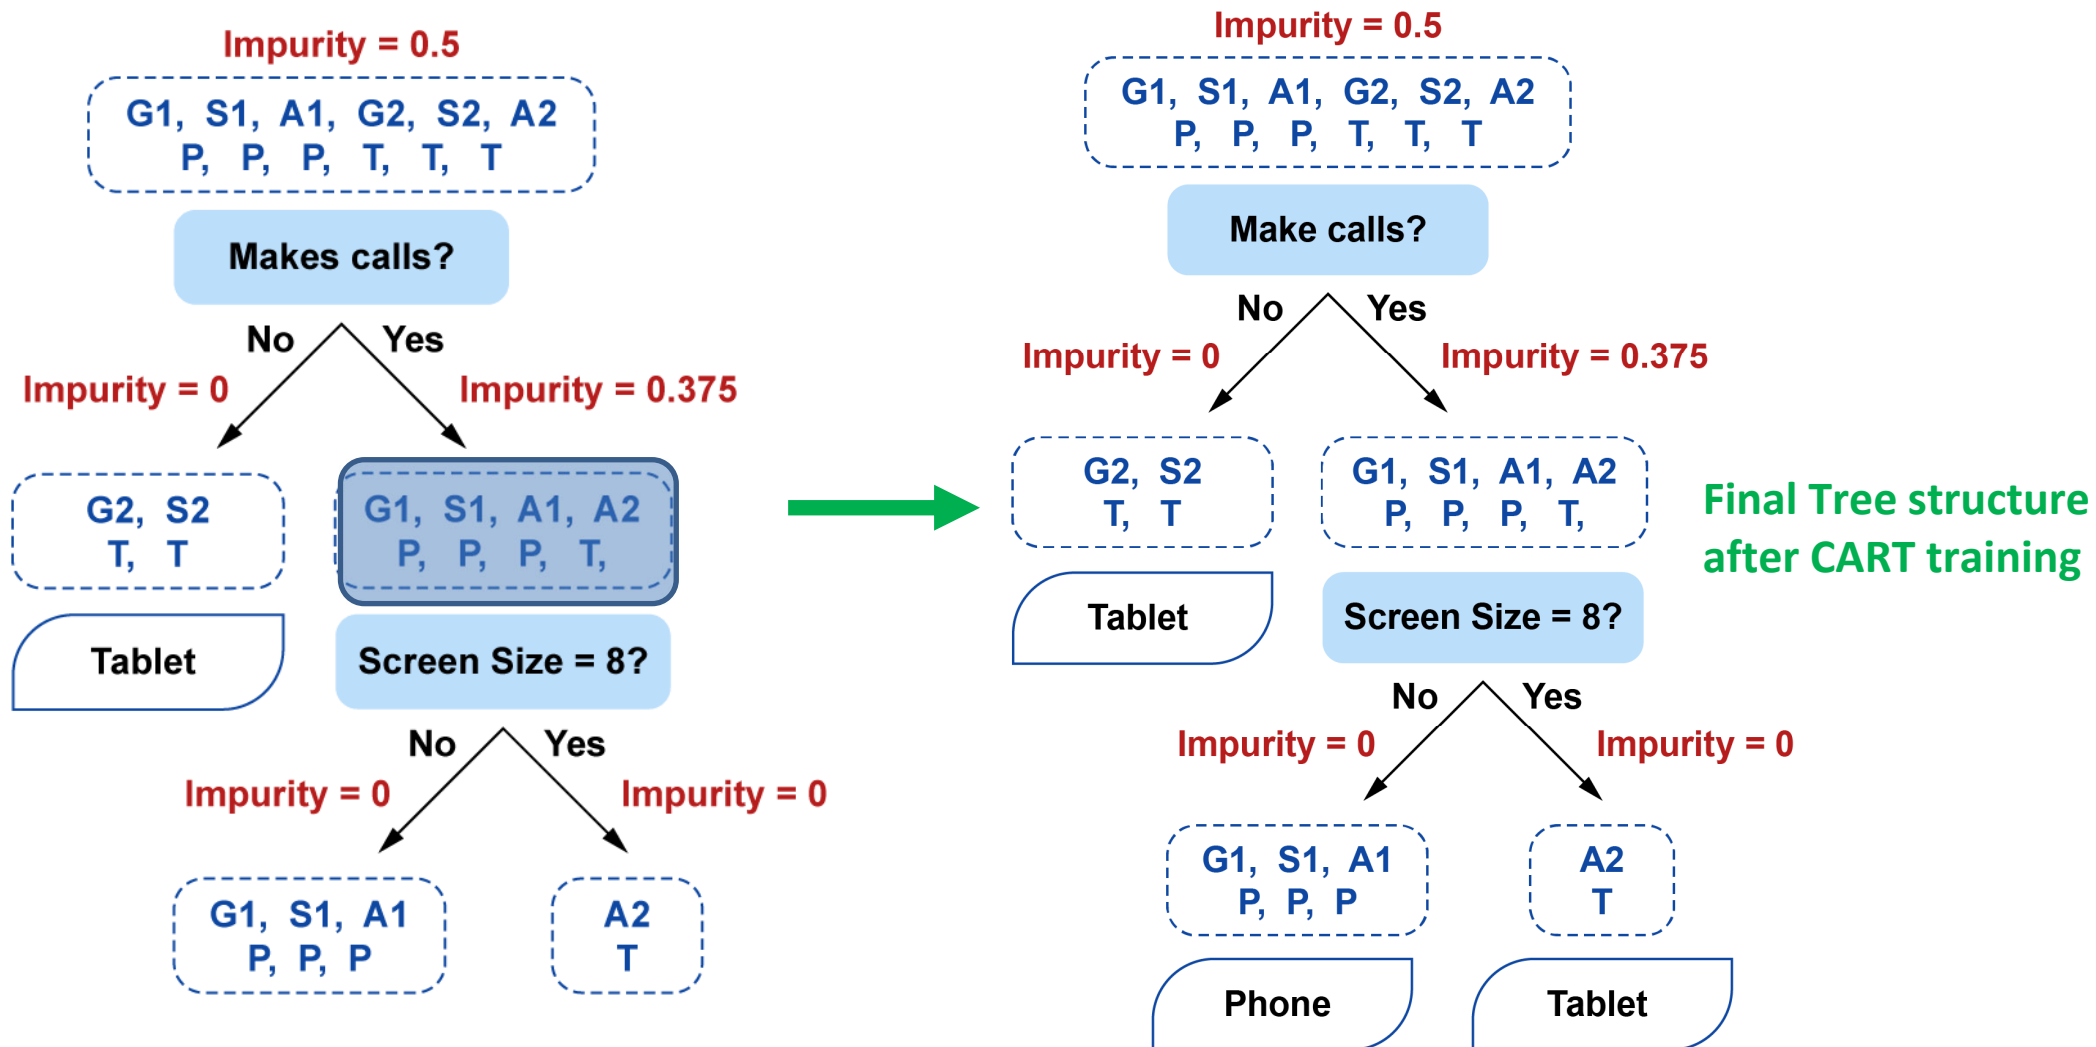 Impurity = 0.5
G1, S1, A1, G2, S2, A2
P, P, P, T, T, T
Makes calls?
No Yes
Impurity = 0 Impurity = 0.375
G2, S2
T, T
G1, S1, A1, A2
P, P, P, T,
Tablet
Screen Size = 8?
No Yes
Impurity = 0 Impurity = 0
G1, S1, A1
P, P, P
A2
T
Impurity = 0.5
G1, S1, A1, G2, S2, A2
P, P, P, T, T, T
Make calls?
No Yes
Impurity = 0 Impurity = 0.375
G2, S2
T, T
G1, S1, A1, A2
P, P, P, T,
Tablet
Screen Size = 8?
No Yes
Impurity = 0 Impurity = 0
G1, S1, A1
P, P, P
A2
T
Phone
Tablet
Final Tree structure
after CART training